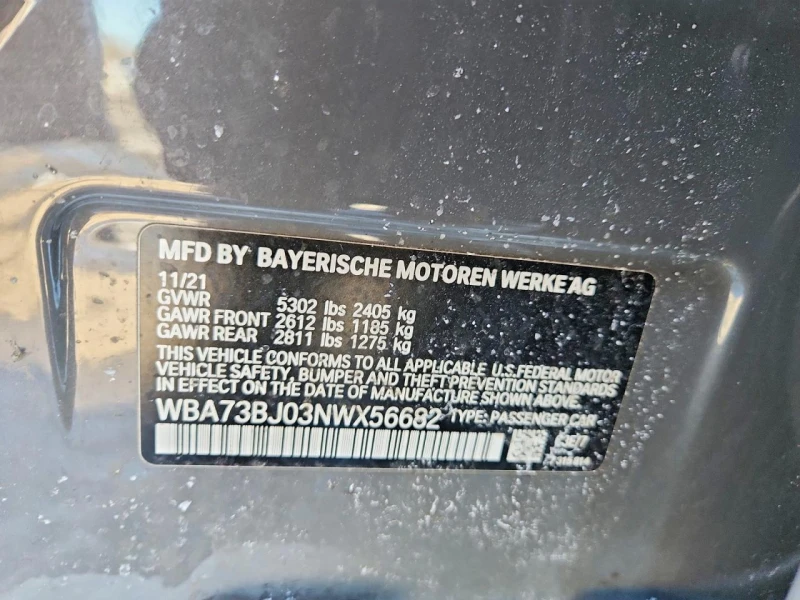 MFD BY BAYERISCHE MOTOREN WERKE AG
11/21
GVWR 5302 lbs 2405 kg
GAWR FRONT 2612 lbs 1185 kg
GAWR REAR 2811 lbs 1275 kg
THIS VEHICLE CONFORMS TO ALL APPLICABLE U.S.FEDERAL MOTOR
VEHICLE SAFETY, BUMPER AND THEFT PREVENTION STANDARDS
IN EFFECT ON THE DATE OF MANUFACTURE SHOWN ABOVE
WBA73BJ03NWX56682 TYPE: PASSENGER CAR